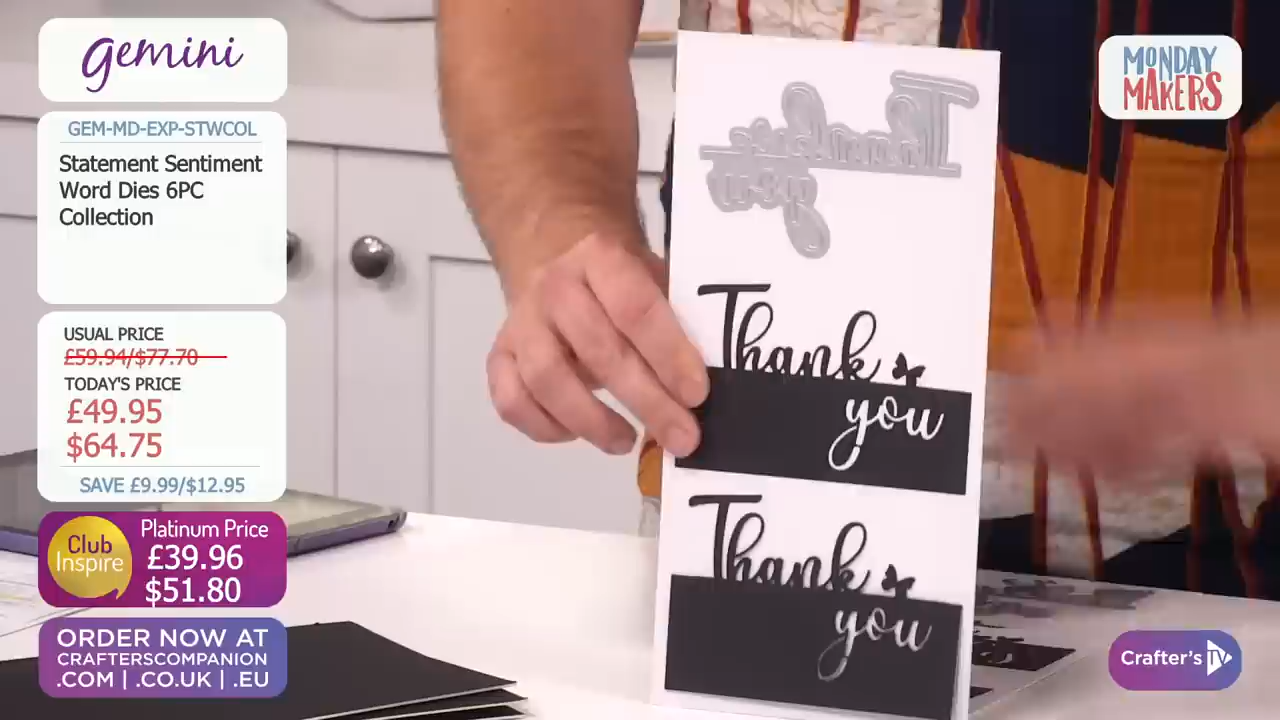 gemini
GEM-MD-EXP-STWCOL
Statement Sentiment
Word Dies 6PC
Collection
USUAL PRICE
£59.94/$77.70
TODAY'S PRICE
£49.95
$64.75
SAVE £9.99/$12.95
Club
Inspire
Platinum Price
£39.96
$51.80
ORDER NOW AT
CRAFTERSCOMPANION
.COM | .CO.UK | .EU
MONDAY
MAKERS
Thank
you
Thank
you
Thank
you
Crafter's TV